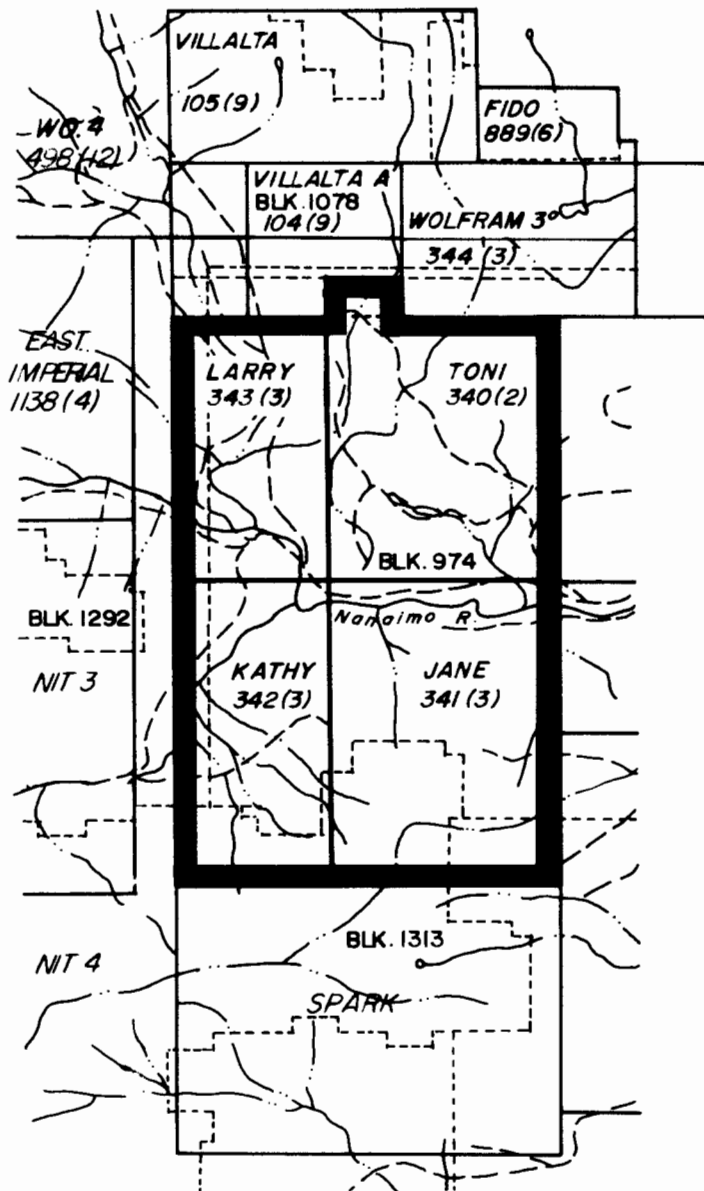 VILLALTA
105(9)
FIDO
889(6)
WO. 4
498(12)
VILLALTA A
BLK. 1078
104(9)
WOLFRAM 3
344 (3)
EAST
IMPERIAL
1138(4)
LARRY
343(3)
TONI
340(2)
BLK. 974
BLK. 1292
Nanaimo R.
NIT 3
KATHY
342(3)
JANE
341(3)
BLK. 1313
NIT 4
SPARK